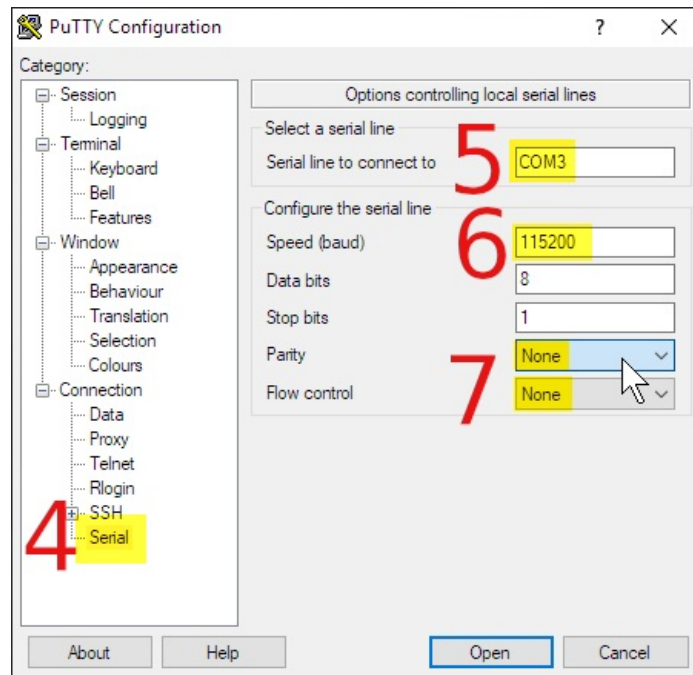 PuTTY Configuration ? ×
Category:
Session
Logging
Terminal
Keyboard
Bell
Features
Window
Appearance
Behaviour
Translation
Selection
Colours
Connection
Data
Proxy
Telnet
Rlogin
SSH
4 Serial
Options controlling local serial lines
Select a serial line
Serial line to connect to 5 COM3
Configure the serial line
Speed (baud) 6 115200
Data bits 8
Stop bits 1
Parity None
7
Flow control None
About Help Open Cancel